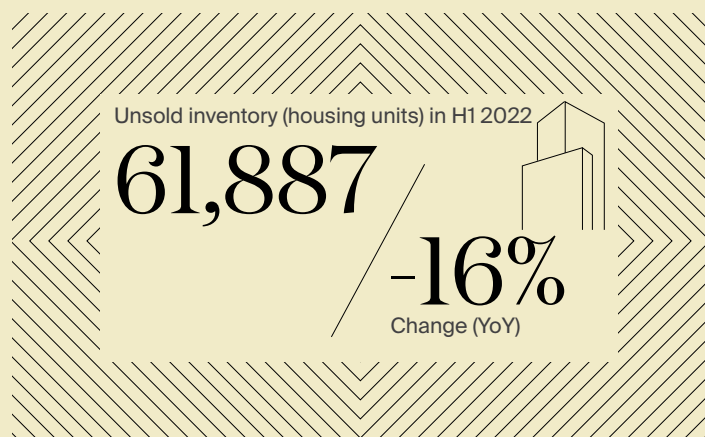 Unsold inventory (housing units) in H1 2022
61,887
-16%
Change (YoY)